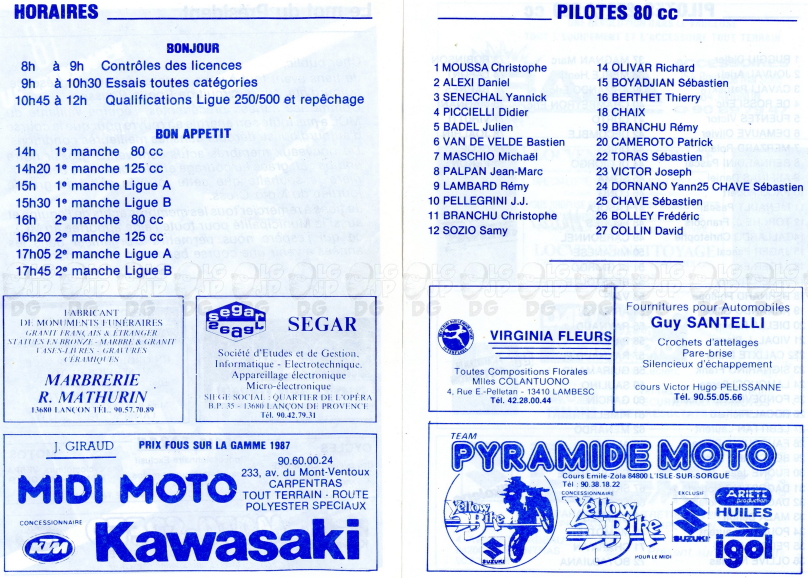 HORAIRES
BONJOUR
8h à 9h Contrôles des licences
9h à 10h30 Essais toutes catégories
10h45 à 12h Qualifications Ligue 250/500 et repêchage
BON APPETIT
14h 1e manche 80 cc
14h20 1e manche 125 cc
15h 1e manche Ligue A
15h30 1e manche Ligue B
16h 2e manche 80 cc
16h20 2e manche 125 cc
17h05 2e manche Ligue A
17h45 2e manche Ligue B
FABRICANT
DE MONUMENTS FUNÉRAIRES
GRANIT FRANÇAIS & ETRANGER
STATUES EN BRONZE - MARBRE & GRANIT
VASES-LIVRES - GRAVURES
CÉRAMIQUES
MARBRERIE
R. MATHURIN
13680 LANÇON TÉL. 90.57.70.89
segar
SEGAR
Société d'Etudes et de Gestion.
Informatique - Electrotechnique.
Appareillage électronique
Micro-électronique
SIEGE SOCIAL : QUARTIER DE L'OPÉRA
B.P. 35 - 13680 LANÇON DE PROVENCE
Tél. 90.42.79.31
J. GIRAUD PRIX FOUS SUR LA GAMME 1987
90.60.00.24
233, av. du Mont-Ventoux
CARPENTRAS
TOUT TERRAIN - ROUTE
POLYESTER SPECIAUX
MIDI MOTO
CONCESSIONNAIRE
KTM
Kawasaki
PILOTES 80 cc
1 MOUSSA Christophe
2 ALEXI Daniel
3 SENECHAL Yannick
4 PICCIELLI Didier
5 BADEL Julien
6 VAN DE VELDE Bastien
7 MASCHIO Michaël
8 PALPAN Jean-Marc
9 LAMBARD Rémy
10 PELLEGRINI J.J.
11 BRANCHU Christophe
12 SOZIO Samy
14 OLIVAR Richard
15 BOYADJIAN Sébastien
16 BERTHET Thierry
18 CHAIX
19 BRANCHU Rémy
20 CAMEROTO Patrick
22 TORAS Sébastien
23 VICTOR Joseph
24 DORNANO Yann25 CHAVE Sébastien
25 CHAVE Sébastien
26 BOLLEY Frédéric
27 COLLIN David
VIRGINIA FLEURS
Toutes Compositions Florales
Mlles COLANTUONO
4, Rue E.-Pelletan - 13410 LAMBESC
Tél. 42.28.00.44
Fournitures pour Automobiles
Guy SANTELLI
Crochets d'attelages
Pare-brise
Silencieux d'échappement
cours Victor Hugo PELISSANNE
Tél. 90.55.05.66
TEAM
PYRAMIDE MOTO
Cours Emile-Zola 84800 L'ISLE SUR-SORGUE
Tél : 90.38.18.22
Yellow Bike
SUZUKI
CONCESSIONNAIRE
Yellow Bike
POUR LE MIDI
EXCLUSIF
SUZUKI
ARIETE
production
HUILES
igol